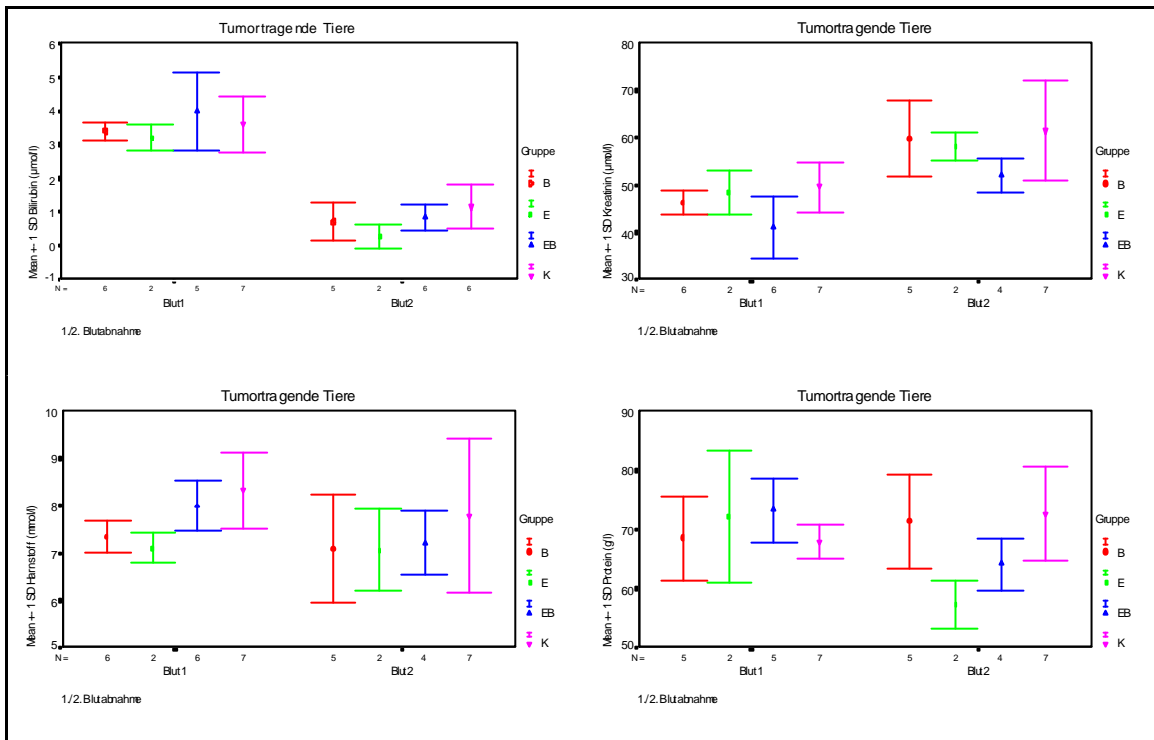 Tumortragende Tiere
Mean +- 1 SD Bilirubin (µmol/l)
6
5
4
3
2
1
0
-1
N = 6 2 5 7 5 2 6 6
Blut1 Blut2
1./2. Blutabnahme
Gruppe
B
E
EB
K
Tumortragende Tiere
Mean +- 1 SD Kreatinin (µmol/l)
80
70
60
50
40
30
N = 6 2 6 7 5 2 4 7
Blut1 Blut2
1./2. Blutabnahme
Gruppe
B
E
EB
K
Tumortragende Tiere
Mean +- 1 SD Harnstoff (mmol/l)
10
9
8
7
6
5
N = 6 2 6 7 5 2 4 7
Blut1 Blut2
1./2. Blutabnahme
Gruppe
B
E
EB
K
Tumortragende Tiere
Mean +- 1 SD Protein (g/l)
90
80
70
60
50
N = 5 2 5 7 5 2 4 7
Blut1 Blut2
1./2. Blutabnahme
Gruppe
B
E
EB
K